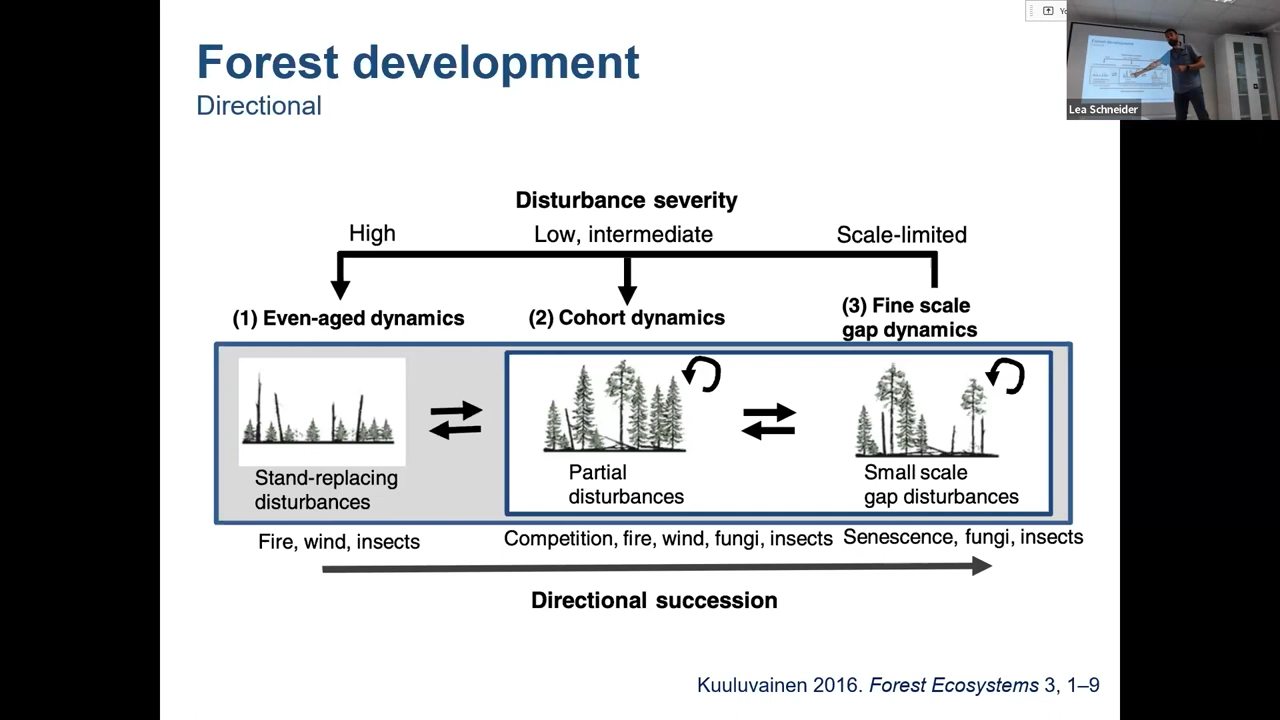 Forest development
Directional
Lea Schneider
Disturbance severity
High
Low, intermediate
Scale-limited
(1) Even-aged dynamics
(2) Cohort dynamics
(3) Fine scale
gap dynamics
Stand-replacing
disturbances
Partial
disturbances
Small scale
gap disturbances
Fire, wind, insects
Competition, fire, wind, fungi, insects
Senescence, fungi, insects
Directional succession
Kuuluvainen 2016. Forest Ecosystems 3, 1–9